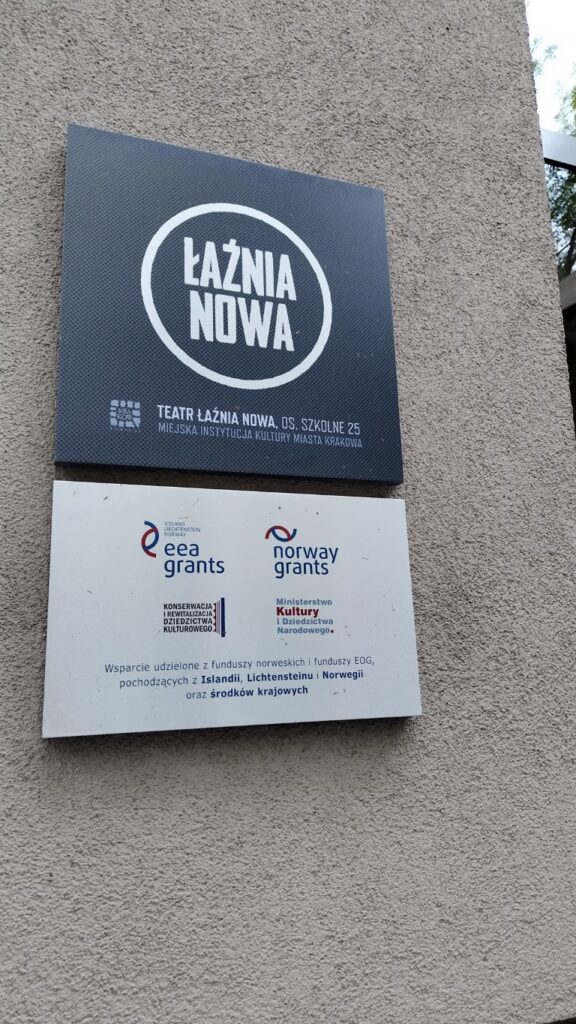 ŁAŹNIA
NOWA
TEATR ŁAŹNIA NOWA, OS. SZKOLNE 25
MIEJSKA INSTYTUCJA KULTURY MIASTA KRAKOWA
ICELAND
LIECHTENSTEIN
NORWAY
eea
grants
norway
grants
KONSERWACJA
I REWITALIZACJA
DZIEDZICTWA
KULTUROWEGO
Ministerstwo
Kultury
i Dziedzictwa
Narodowego.
Wsparcie udzielone z funduszy norweskich i funduszy EOG,
pochodzących z Islandii, Lichtensteinu i Norwegii
oraz środków krajowych